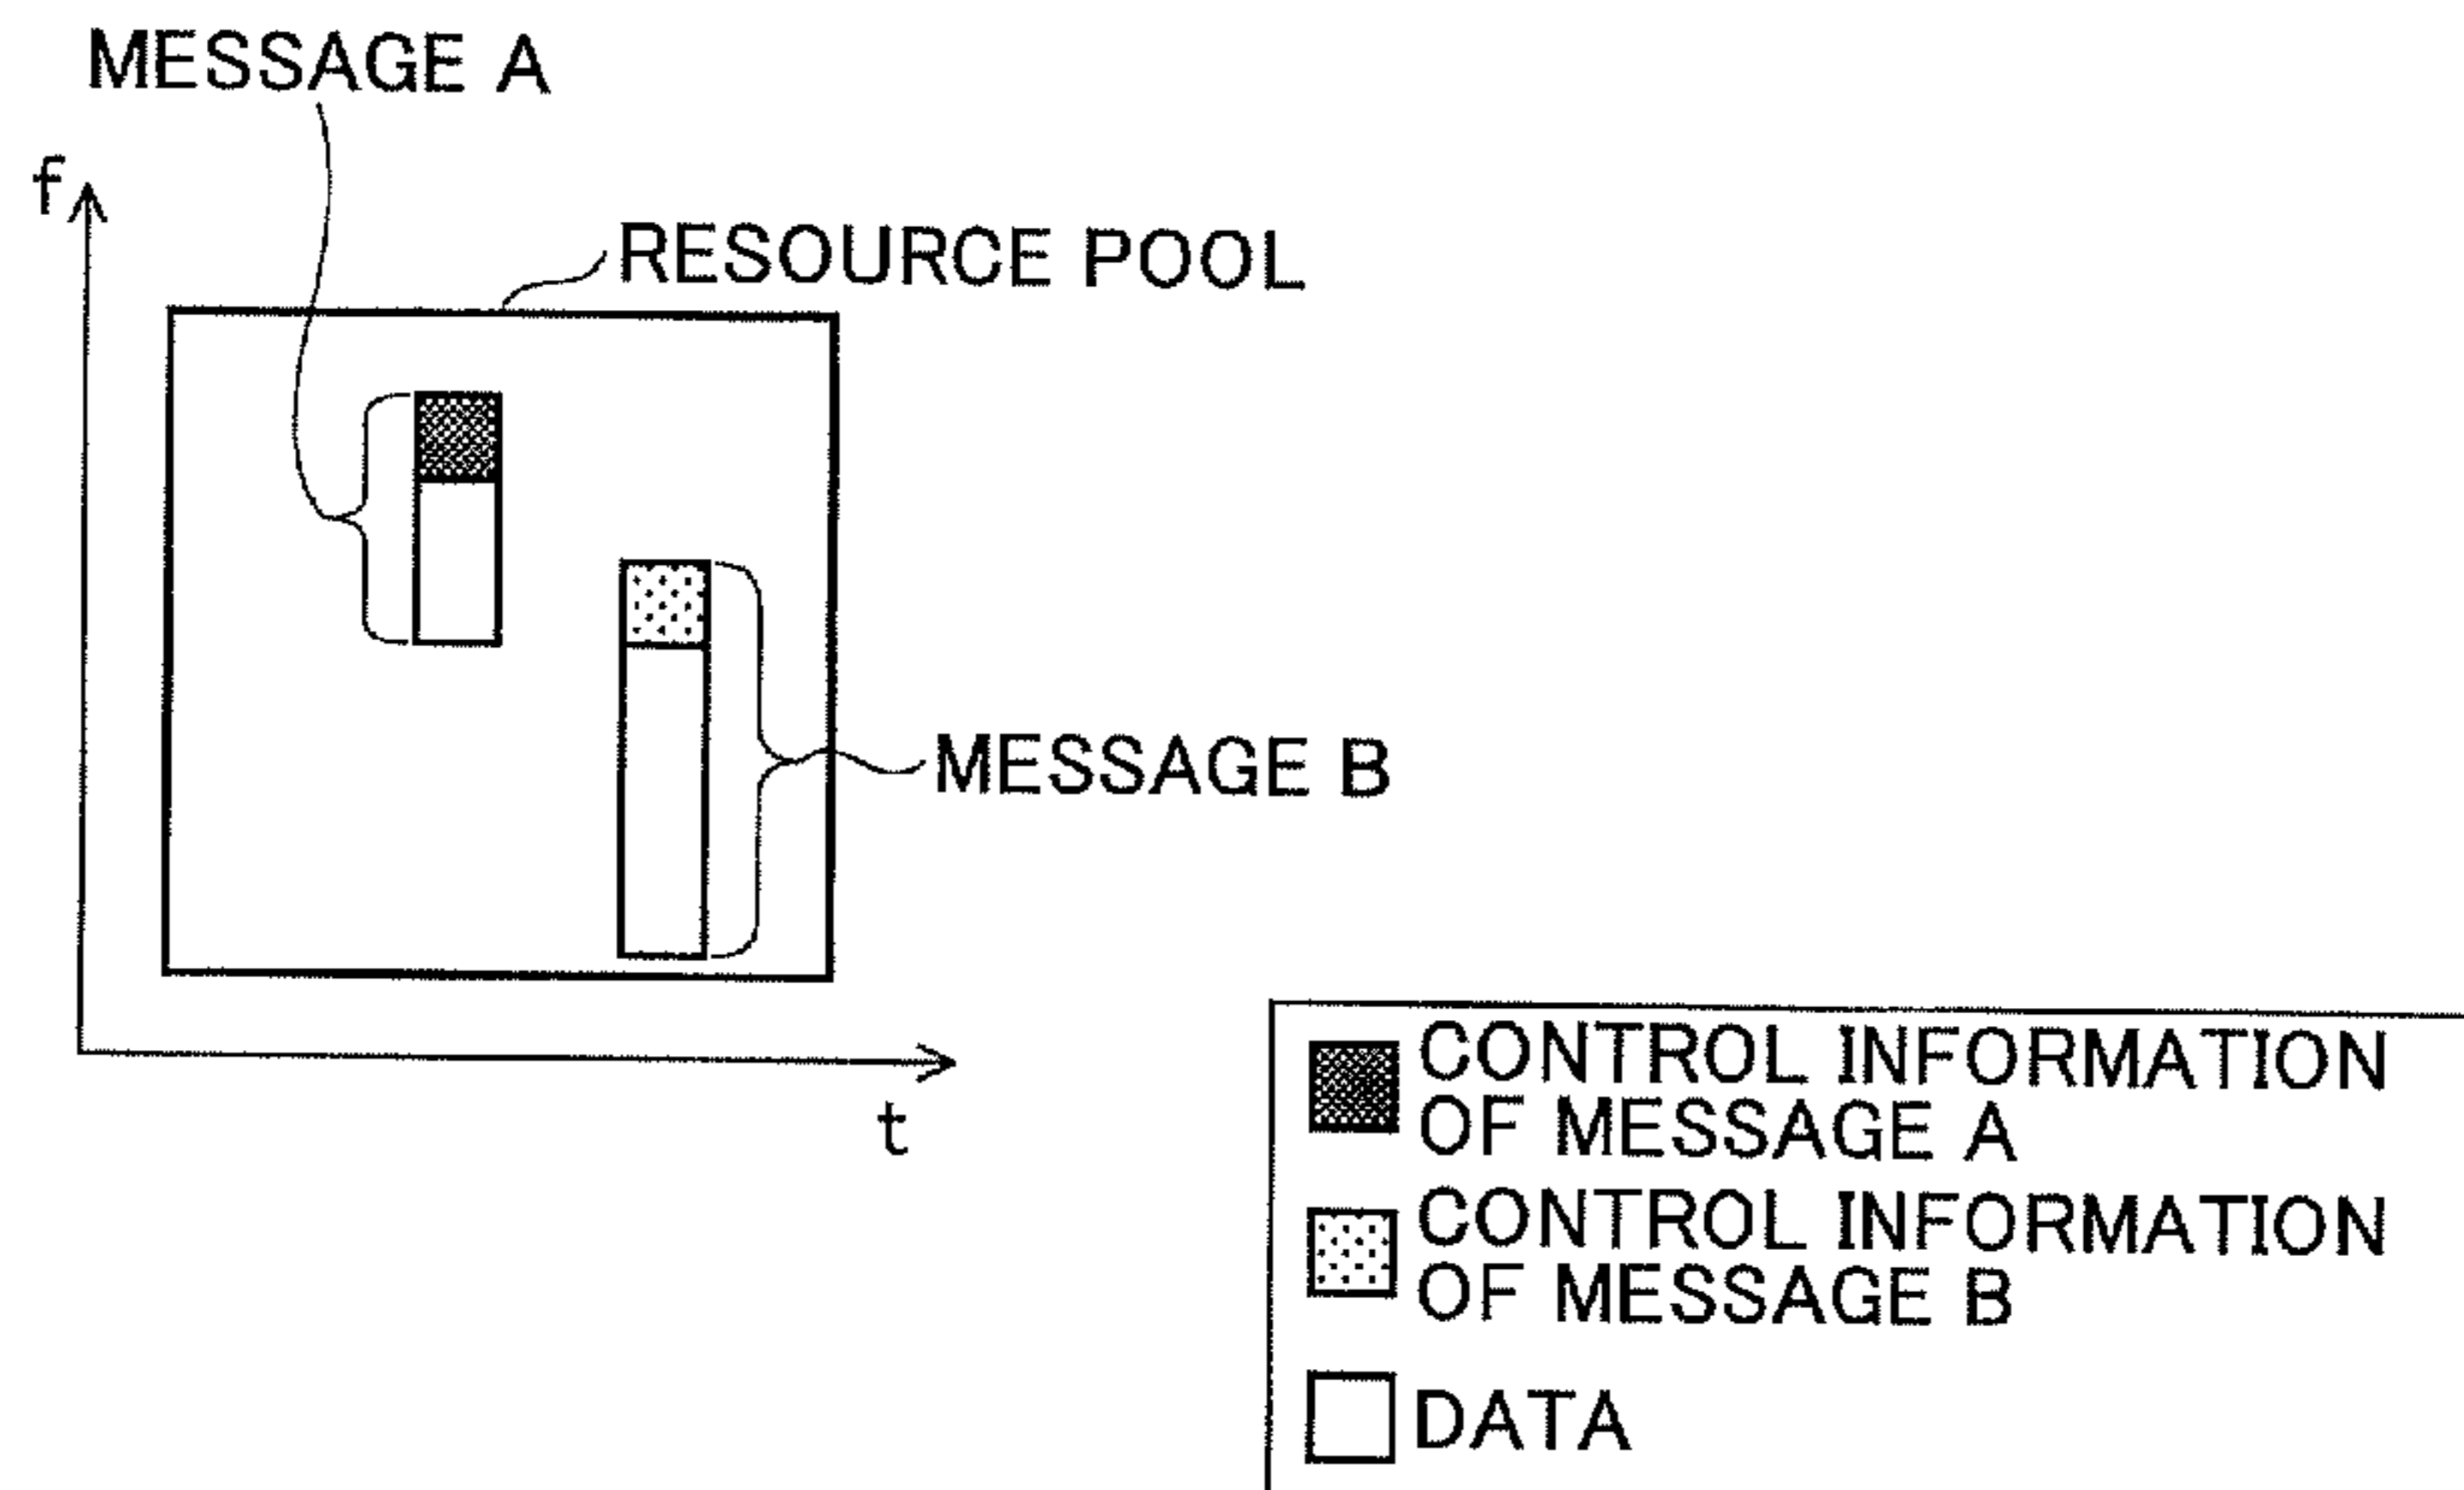 MESSAGE A
f
RESOURCE POOL
MESSAGE B
t
CONTROL INFORMATION
OF MESSAGE A
CONTROL INFORMATION
OF MESSAGE B
DATA